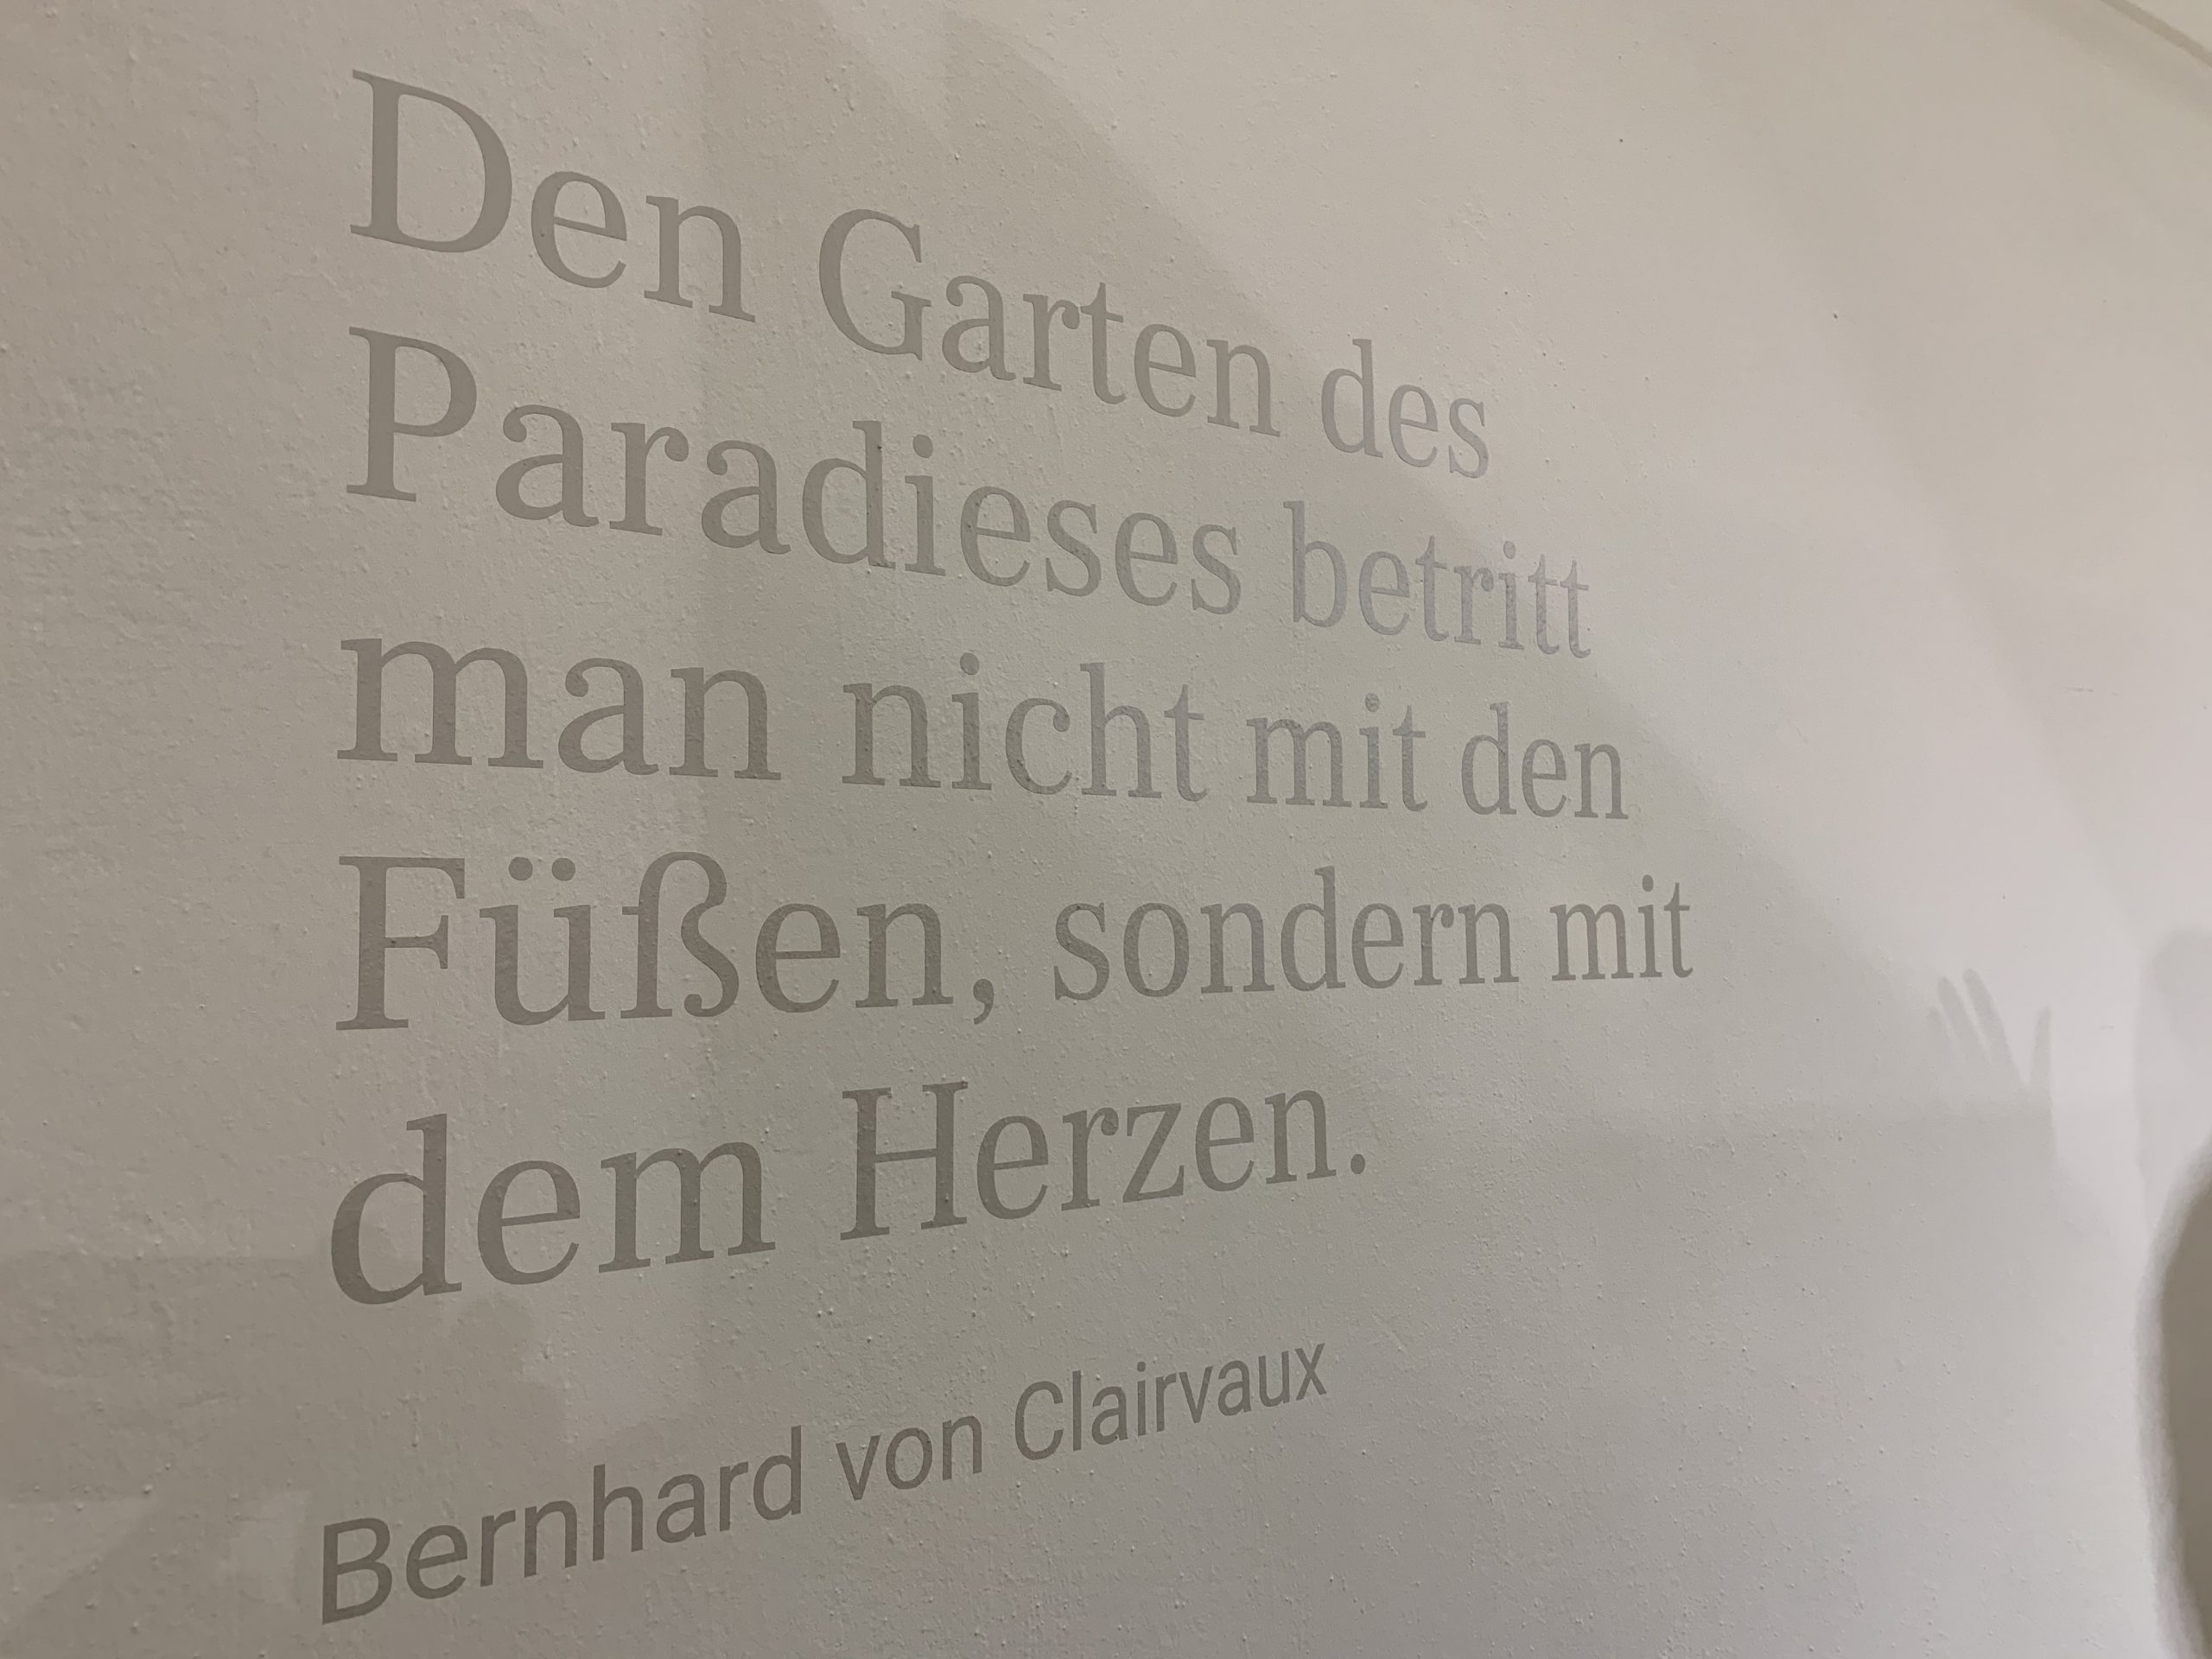 Den Garten des
Paradieses betritt
man nicht mit den
Füßen, sondern mit
dem Herzen.
Bernhard von Clairvaux